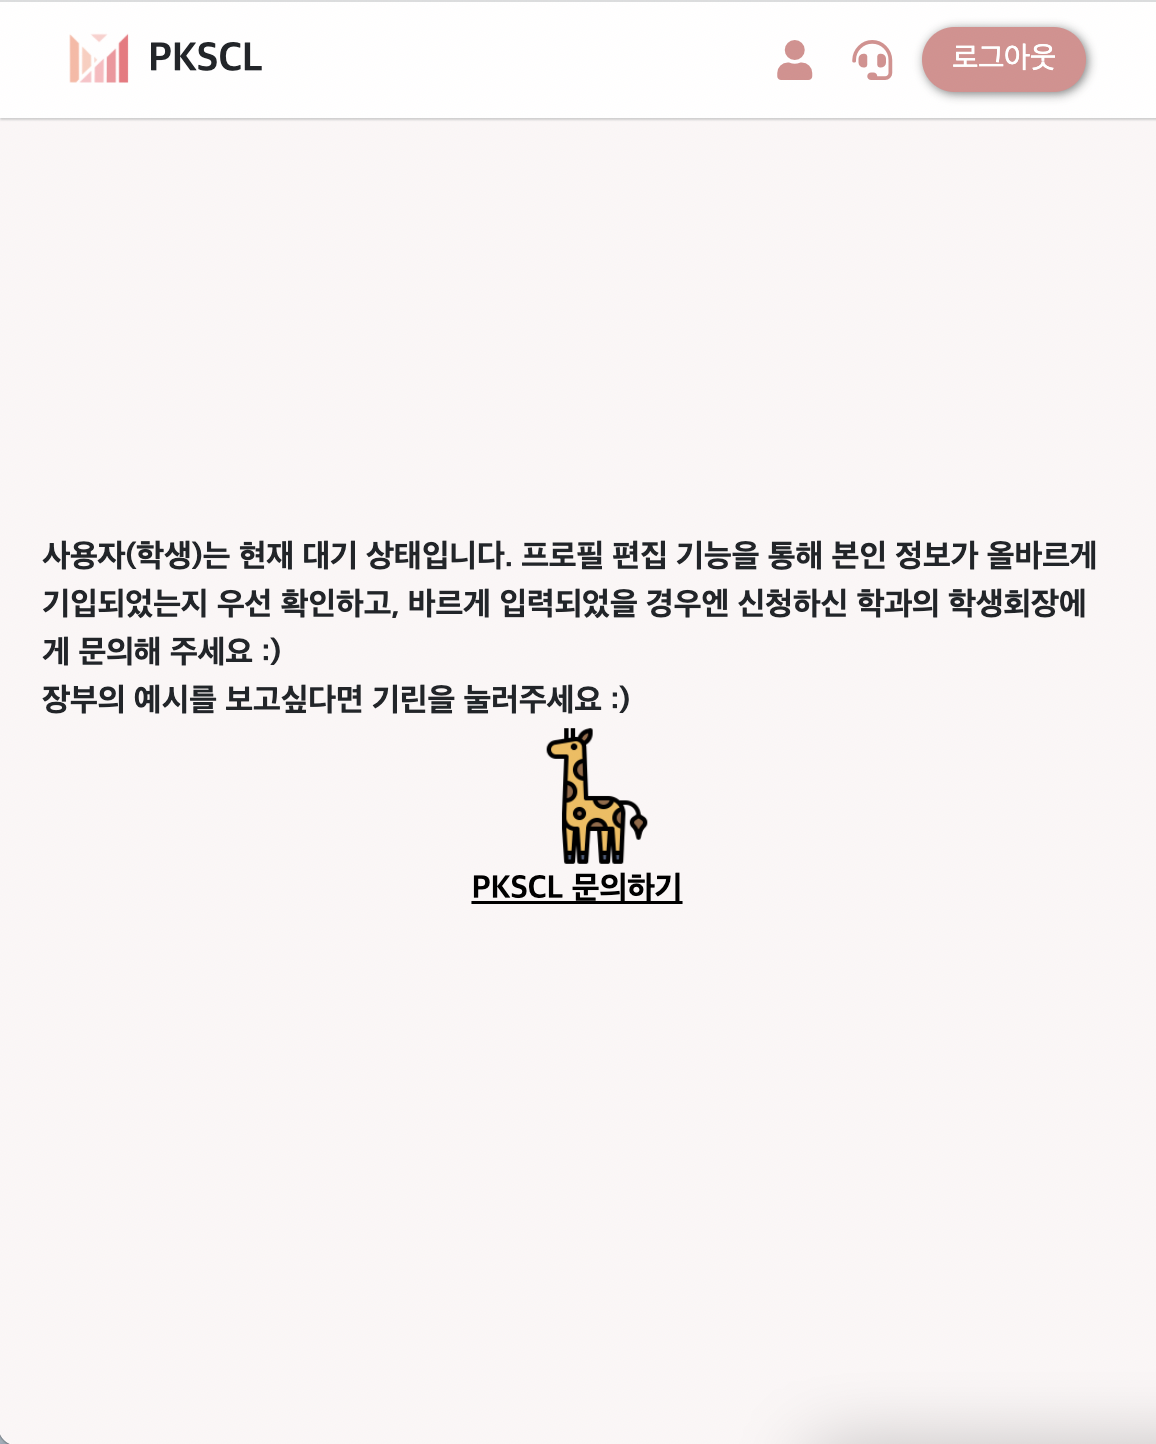 PKSCL
로그아웃
사용자(학생)는 현재 대기 상태입니다. 프로필 편집 기능을 통해 본인 정보가 올바르게
기입되었는지 우선 확인하고, 바르게 입력되었을 경우엔 신청하신 학과의 학생회장에
게 문의해 주세요 :)
장부의 예시를 보고싶다면 기린을 눌러주세요 :)
PKSCL 문의하기